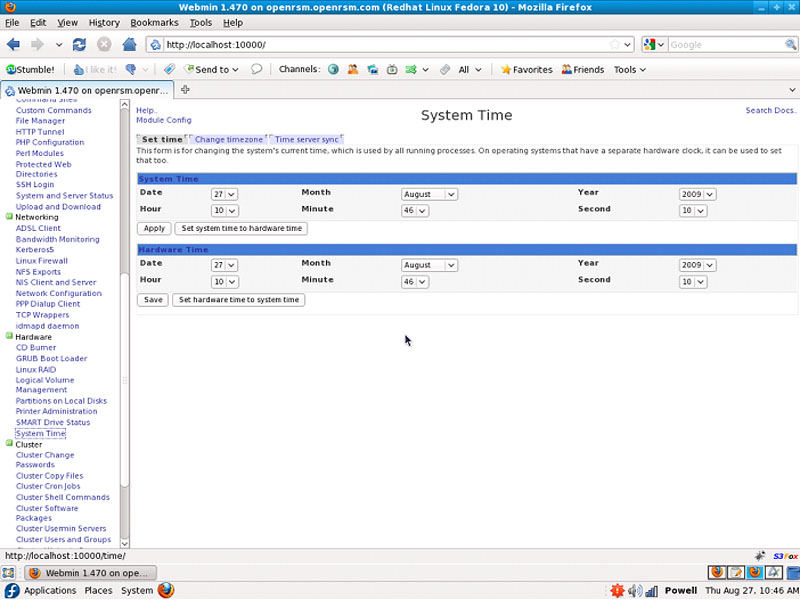 Webmin 1.470 on openrsm.openrsm.com (Redhat Linux Fedora 10) - Mozilla Firefox
File Edit View History Bookmarks Tools Help
http://localhost:10000/
Google
Stumble! I like it! Send to Channels: All Favorites Friends Tools
Webmin 1.470 on openrsm.openr...
Command Shell
Custom Commands
File Manager
HTTP Tunnel
PHP Configuration
Perl Modules
Protected Web
Directories
SSH Login
System and Server Status
Upload and Download
Networking
ADSL Client
Bandwidth Monitoring
Kerberos5
Linux Firewall
NFS Exports
NIS Client and Server
Network Configuration
PPP Dialup Client
TCP Wrappers
idmapd daemon
Hardware
CD Burner
GRUB Boot Loader
Linux RAID
Logical Volume
Management
Partitions on Local Disks
Printer Administration
SMART Drive Status
System Time
Cluster
Cluster Change
Passwords
Cluster Copy Files
Cluster Cron Jobs
Cluster Shell Commands
Cluster Software
Packages
Cluster Usermin Servers
Cluster Users and Groups
Help..
Module Config
System Time
Search Docs..
Set time Change timezone Time server sync
This form is for changing the system's current time, which is used by all running processes. On operating systems that have a separate hardware clock, it can be used to set
that too.
System Time
Date 27 Month August Year 2009
Hour 10 Minute 46 Second 10
Apply Set system time to hardware time
Hardware Time
Date 27 Month August Year 2009
Hour 10 Minute 46 Second 10
Save Set hardware time to system time
http://localhost:10000/time/
S3Fox
Webmin 1.470 on ope...
Applications Places System
Powell Thu Aug 27, 10:46 AM